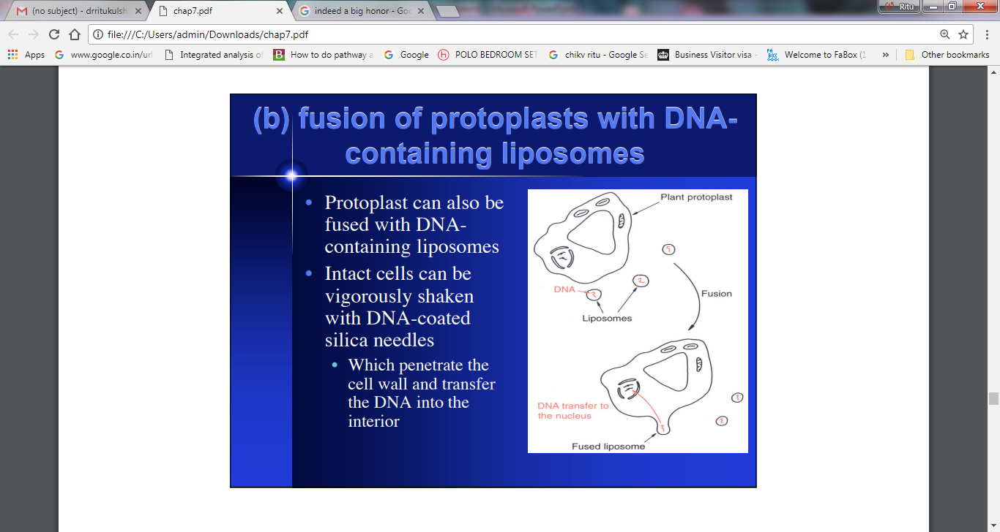 (no subject) - drritukulsh
chap7.pdf
indeed a big honor - Goo
Ritu
file:///C:/Users/admin/Downloads/chap7.pdf
Apps
www.google.co.in/url
Integrated analysis of
How to do pathway a
Google
POLO BEDROOM SET
chikv ritu - Google Se
Business Visitor visa -
Welcome to FaBox (1
»
Other bookmarks
(b) fusion of protoplasts with DNA-
containing liposomes
• Protoplast can also be
fused with DNA-
containing liposomes
• Intact cells can be
vigorously shaken
with DNA-coated
silica needles
• Which penetrate the
cell wall and transfer
the DNA into the
interior
Plant protoplast
DNA
Liposomes
Fusion
DNA transfer to
the nucleus
Fused liposome